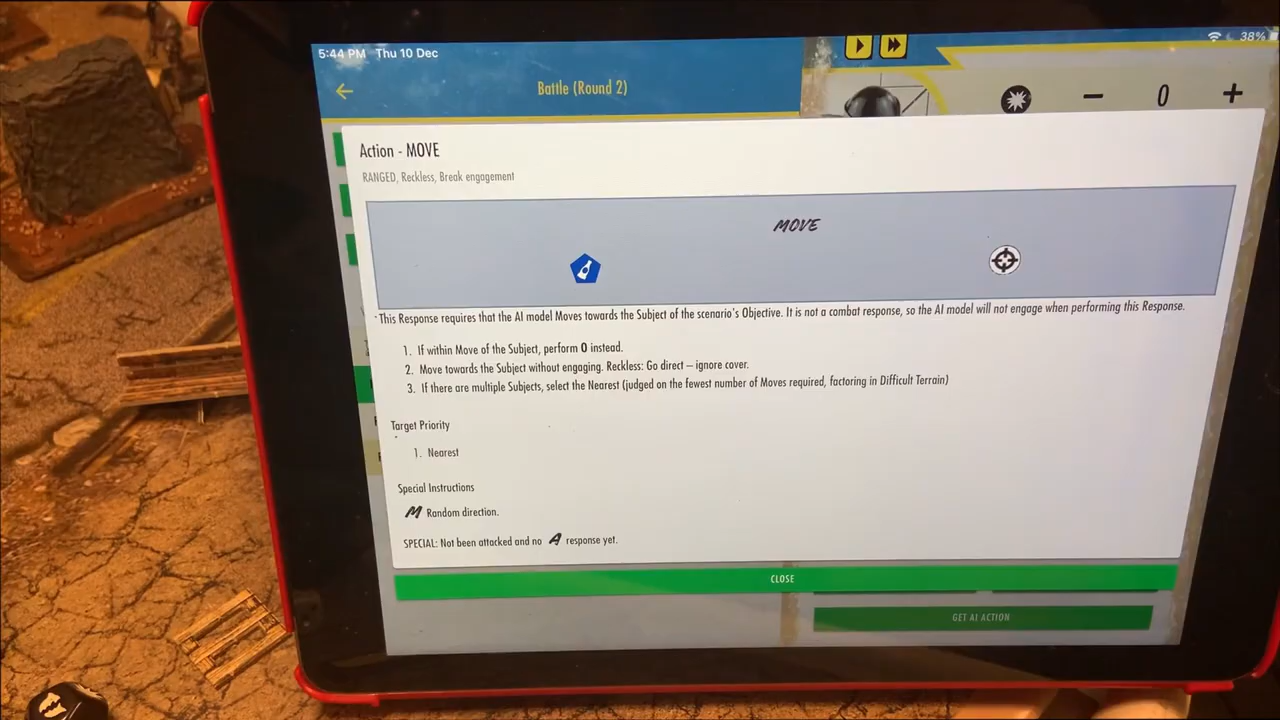 5:44 PM Thu 10 Dec
38%
Battle (Round 2)
0
Action - MOVE
RANGED, Reckless, Break engagement
MOVE
This Response requires that the AI model Moves towards the Subject of the scenario's Objective. It is not a combat response, so the AI model will not engage when performing this Response.
1. If within Move of the Subject, perform O instead.
2. Move towards the Subject without engaging. Reckless: Go direct – ignore cover.
3. If there are multiple Subjects, select the Nearest (judged on the fewest number of Moves required, factoring in Difficult Terrain)
Target Priority
1. Nearest
Special Instructions
M Random direction.
SPECIAL: Not been attacked and no A response yet.
CLOSE
GET AI ACTION